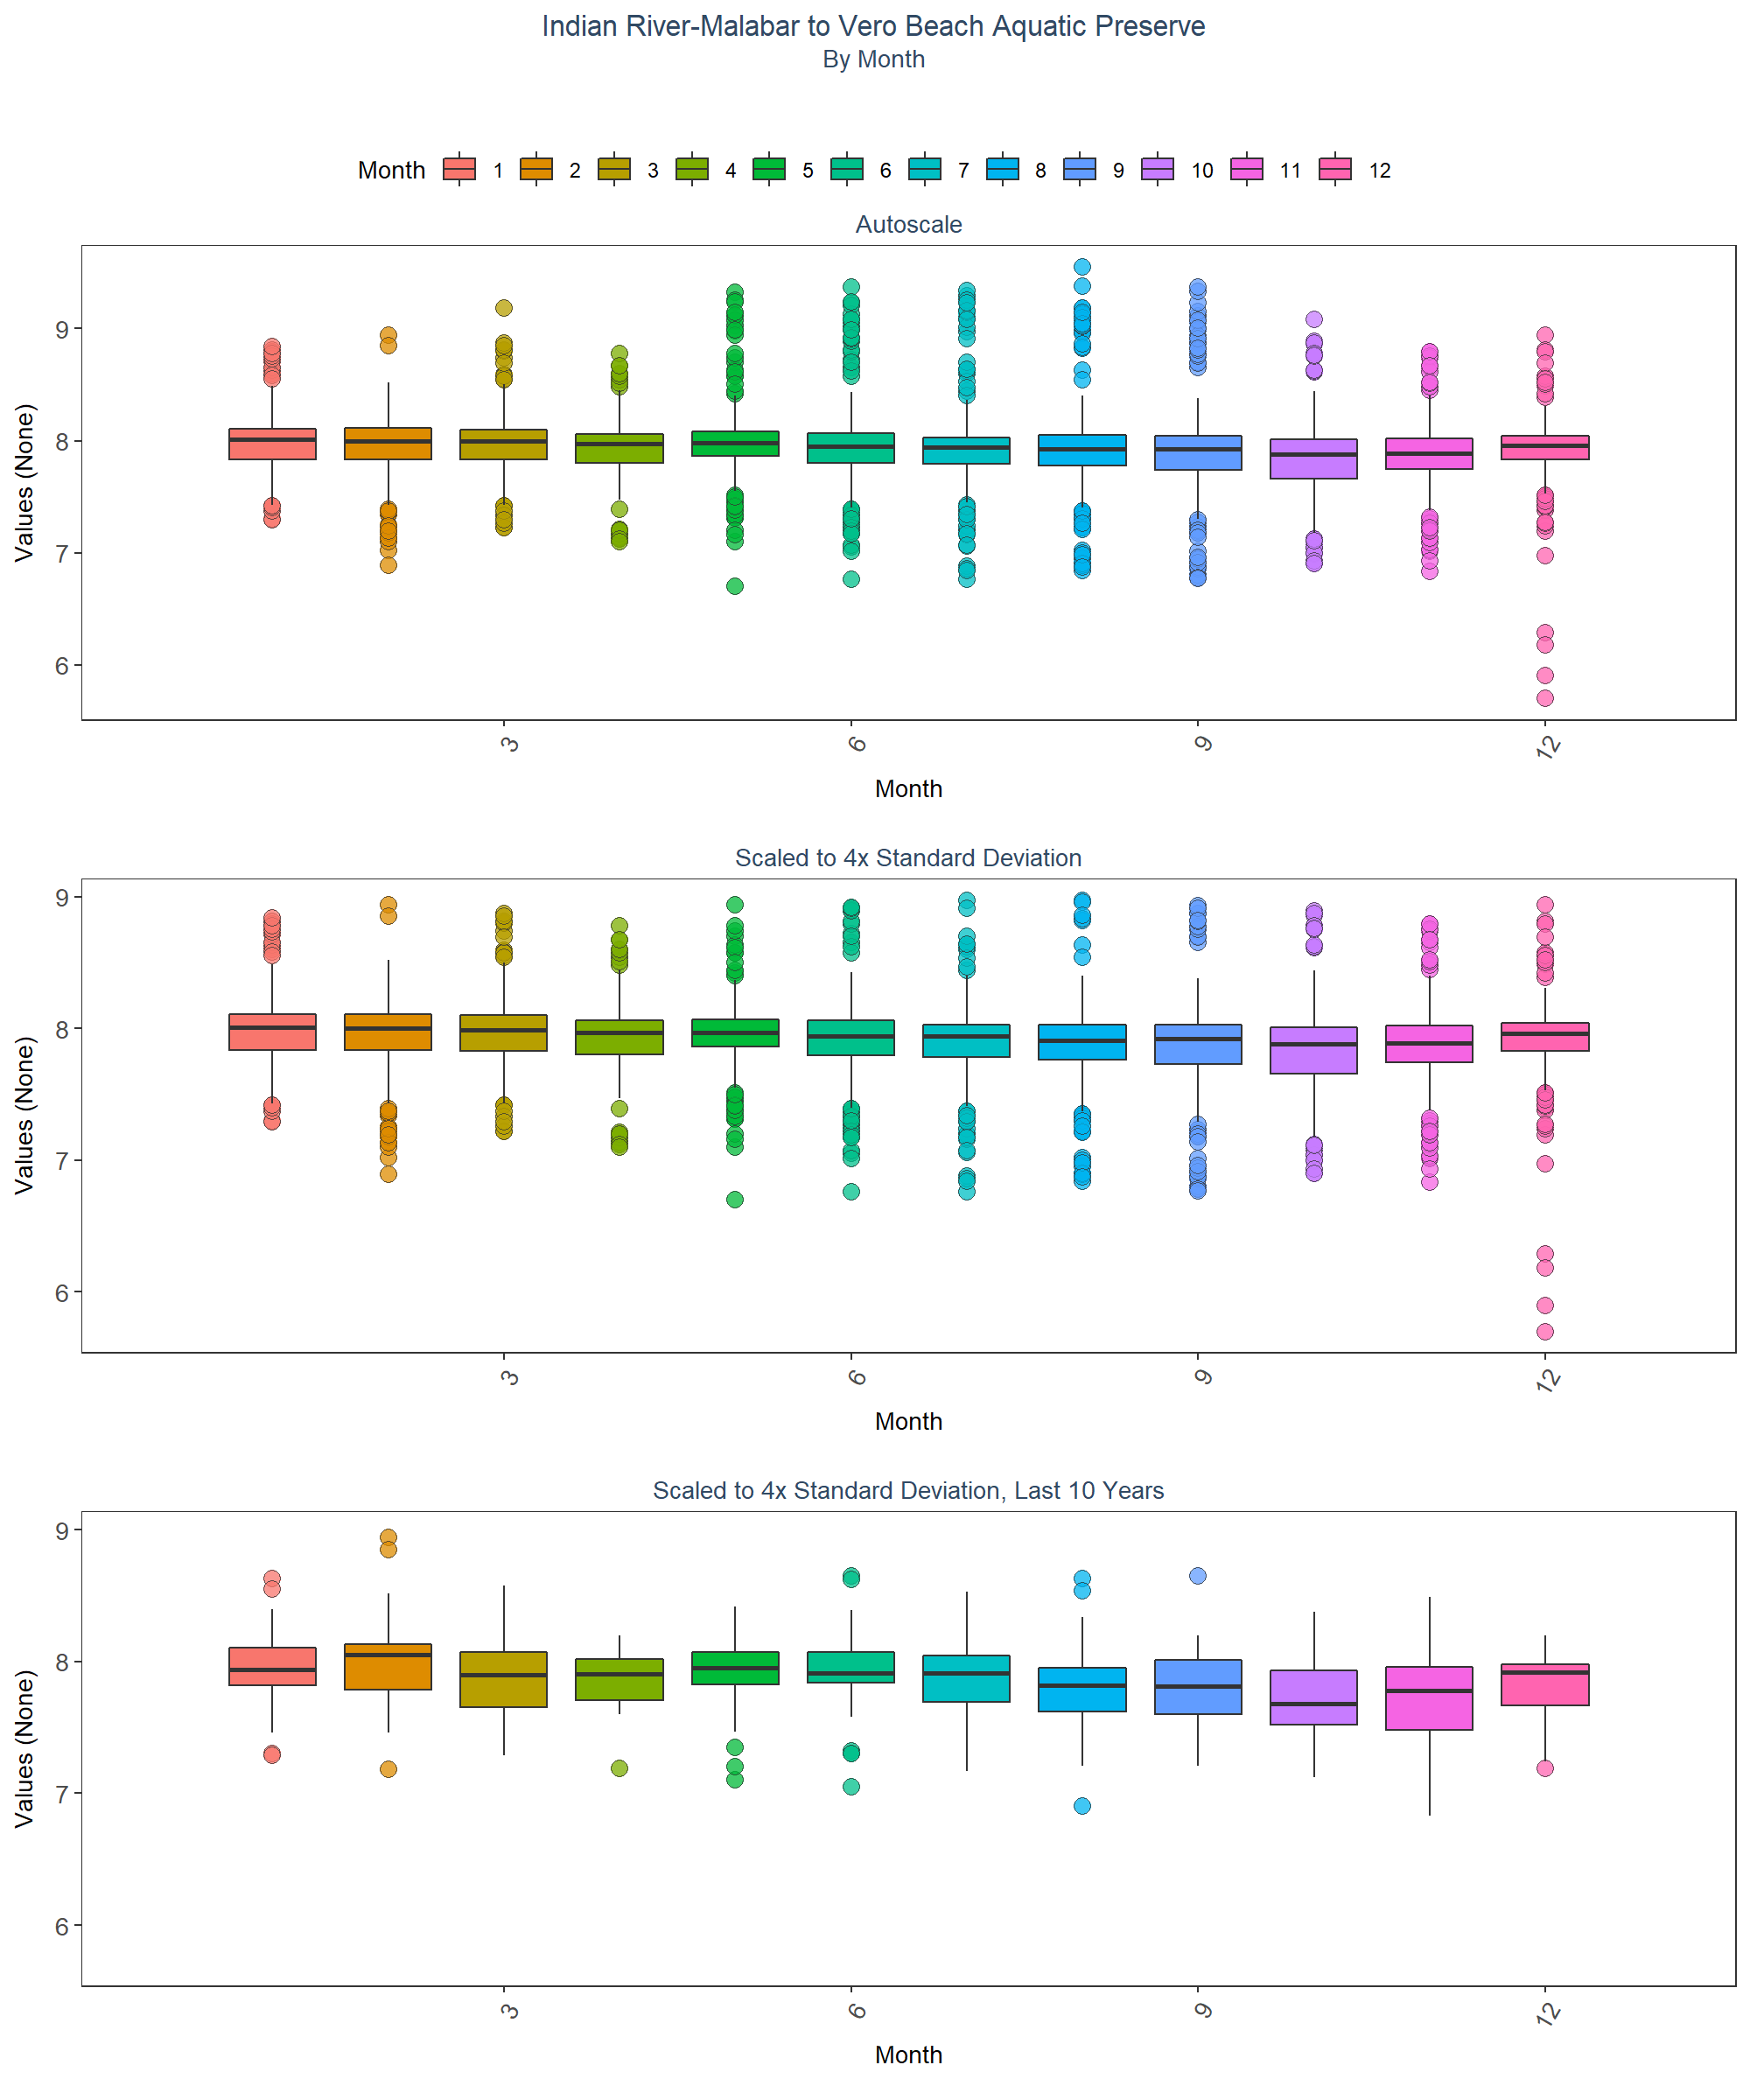 Indian River-Malabar to Vero Beach Aquatic Preserve
By Month
Month 1 2 3 4 5 6 7 8 9 10 11 12
Autoscale
Values (None)
9
8
7
6
3 6 9 12
Month
Scaled to 4x Standard Deviation
Values (None)
9
8
7
6
3 6 9 12
Month
Scaled to 4x Standard Deviation, Last 10 Years
Values (None)
9
8
7
6
3 6 9 12
Month